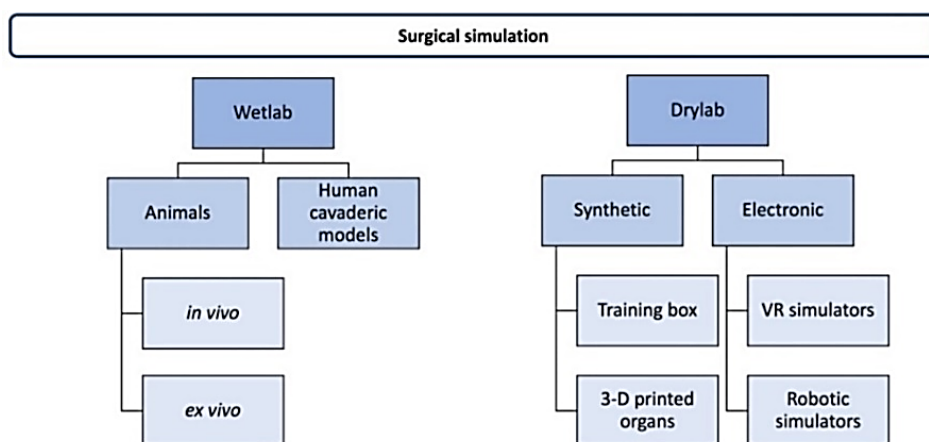 Surgical simulation
Wetlab
Drylab
Animals
Human
cavaderic
models
Synthetic
Electronic
in vivo
Training box
VR simulators
ex vivo
3-D printed
organs
Robotic
simulators